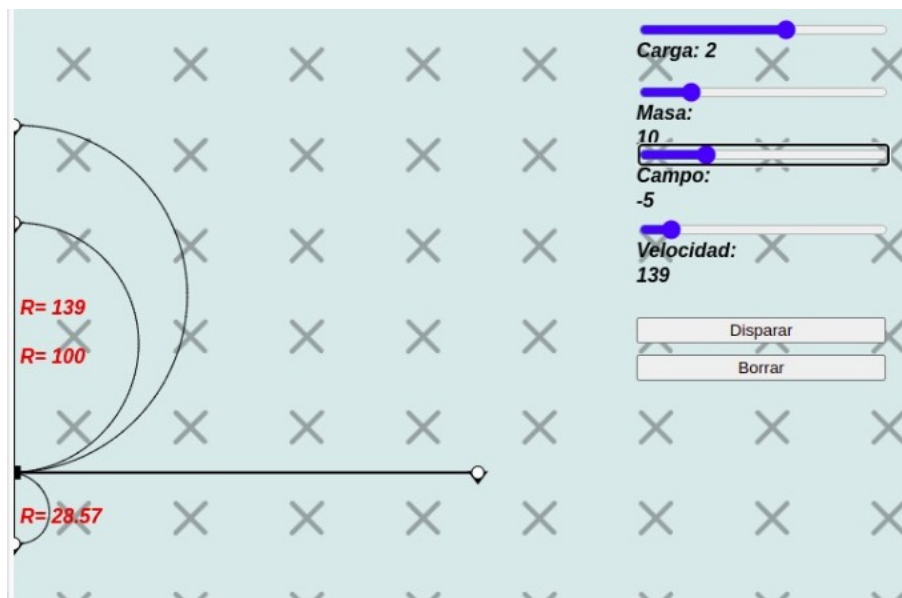 Carga: 2
Masa:
10
Campo:
-5
Velocidad:
139
R= 139
Disparar
R= 100
Borrar
R= 28.57